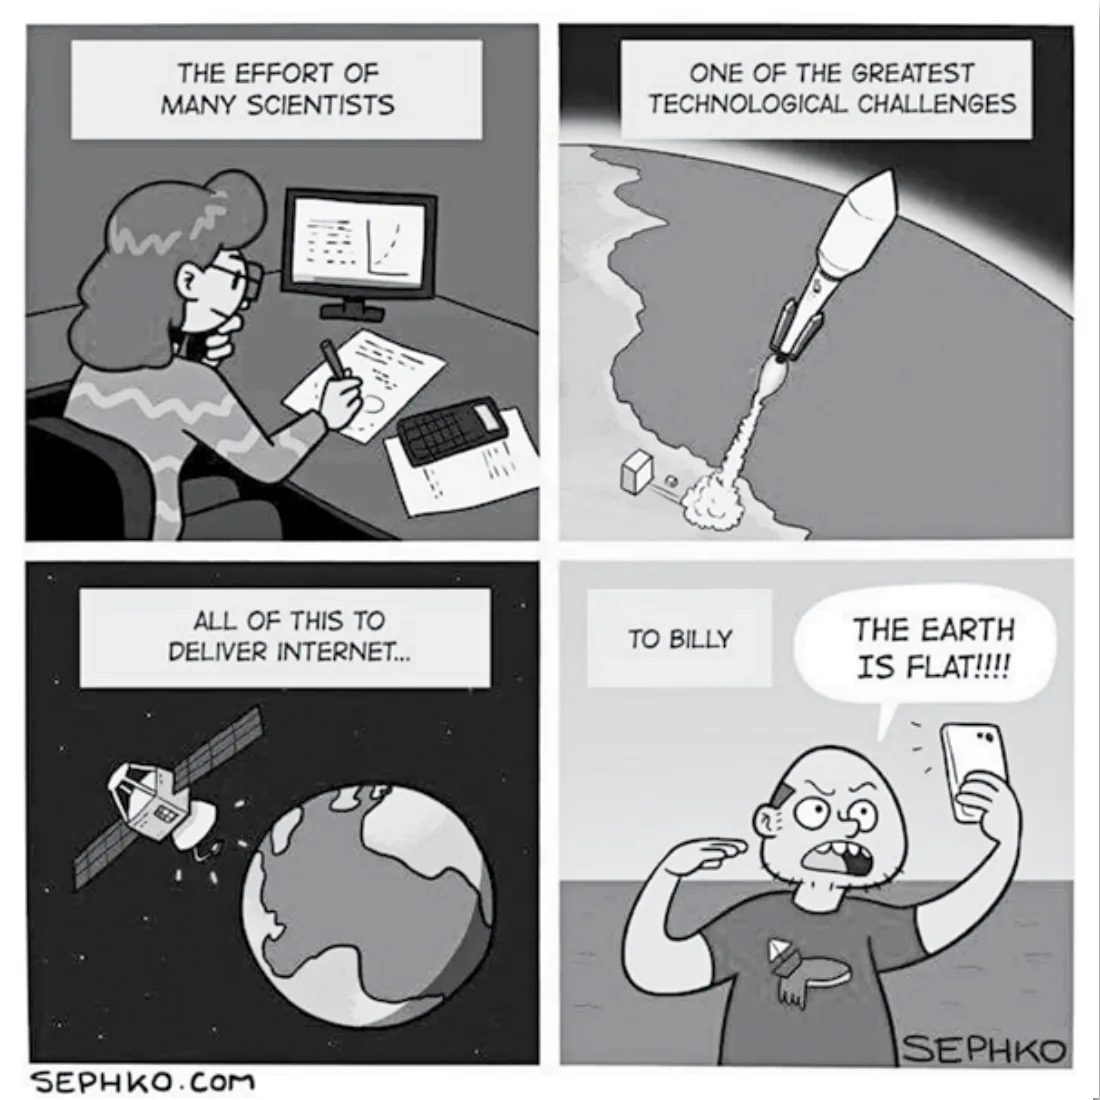 THE EFFORT OF
MANY SCIENTISTS
ONE OF THE GREATEST
TECHNOLOGICAL CHALLENGES
ALL OF THIS TO
DELIVER INTERNET...
TO BILLY
THE EARTH
IS FLAT!!!!
SEPHKO
SEPHKO.COM